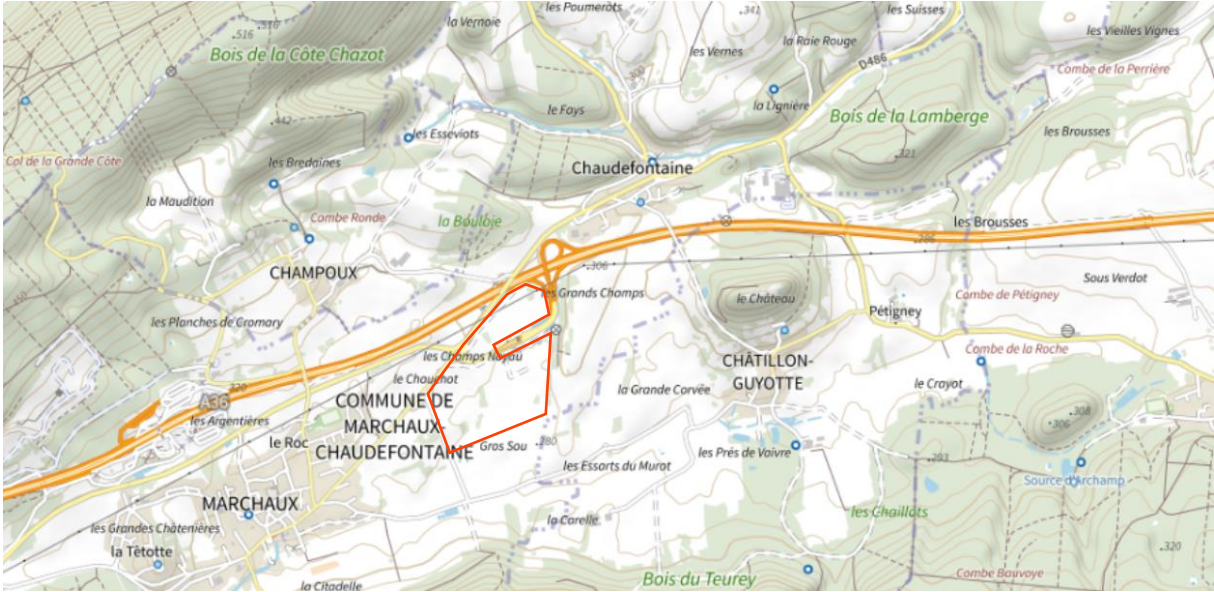 les Poumerots
.341
les Suisses
la Vernoie
.516
Bois de la Côte Chazot
les Vernes
la Raie Rouge
les Vieilles Vignes
D486
Combe de la Perrière
300
la Lignière
le Fays
Bois de la Lamberge
.442
les Esseviots
les Brousses
Col de la Grande Côte
les Bredaines
Chaudefontaine
.321
la Maudition
Combe Ronde
la Bouloie
les Brousses
.286
CHAMPOUX
.306
Sous Verdot
les Grands Champs
le Château
Combe de Pétigney
Pétigney
les Planches de Cromary
les Champs Noyau
CHÂTILLON-
GUYOTTE
Combe de la Roche
le Chauchot
la Grande Corvée
le Crayot
A36
COMMUNE DE
MARCHAUX-
CHAUDEFONTAINE
les Argentières
.308
.306
le Roc
Gros Sou
.280
les Prés de Vaivre
.293
les Essarts du Murot
Source d'Archamp
MARCHAUX
les Chaillots
la Carelle
les Grandes Châtenières
la Têtotte
.320
Bois du Teurey
Combe Bauvoye
la Citadelle